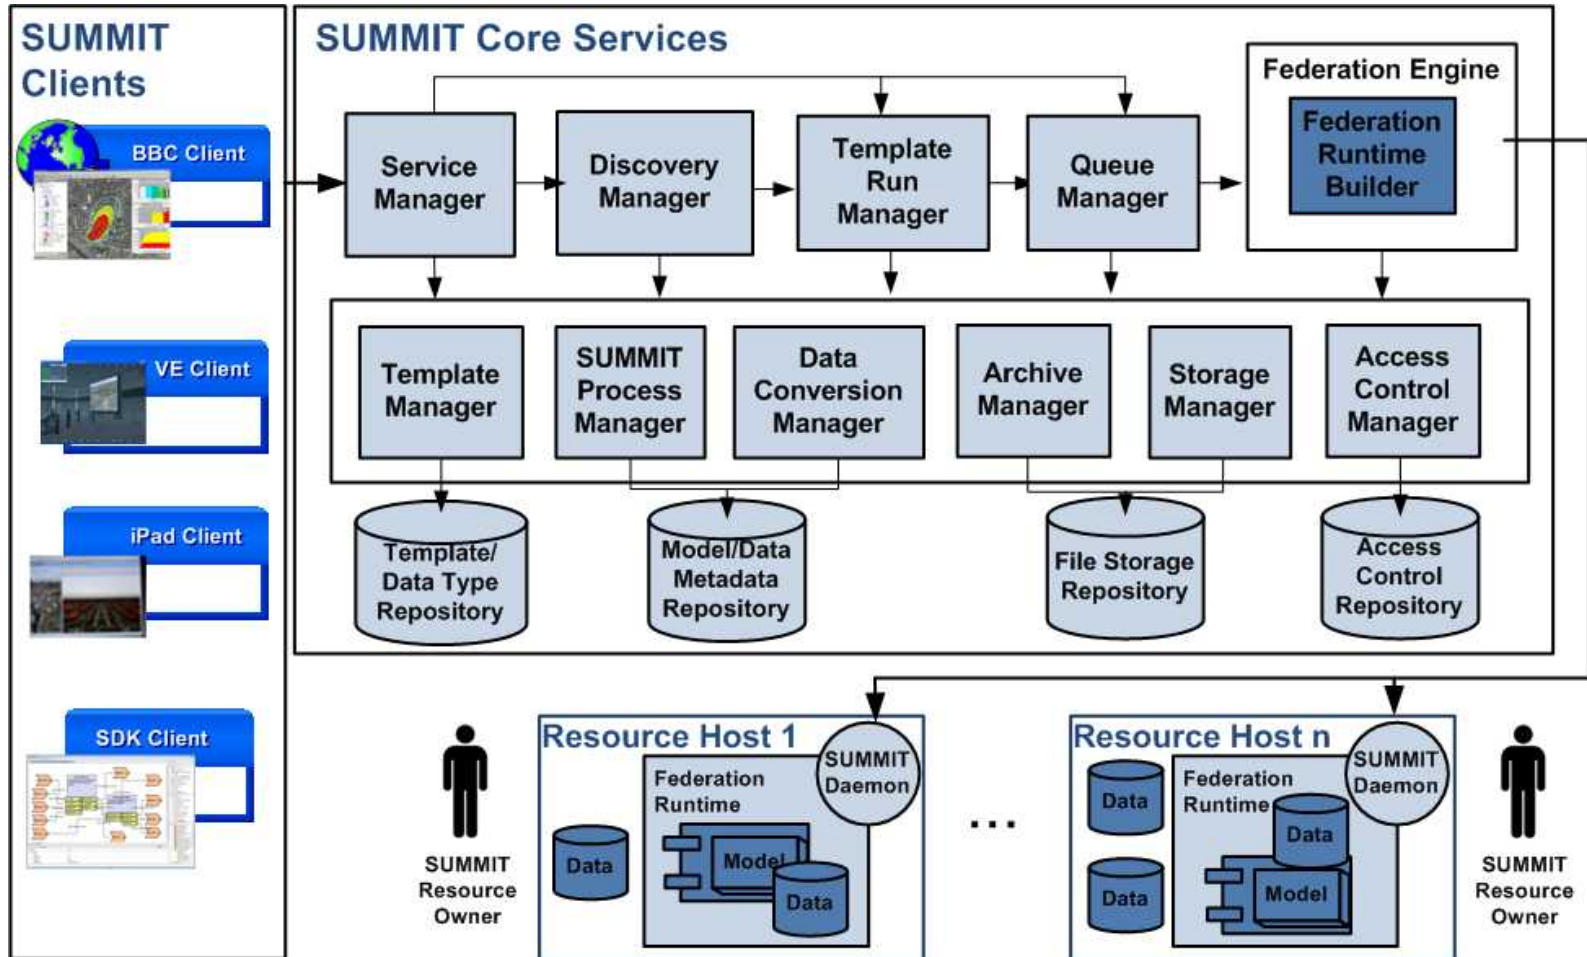 SUMMIT
Clients
BBC Client
VE Client
iPad Client
SDK Client
SUMMIT Core Services
Service
Manager
Discovery
Manager
Template
Run
Manager
Queue
Manager
Federation Engine
Federation
Runtime
Builder
Template
Manager
SUMMIT
Process
Manager
Data
Conversion
Manager
Archive
Manager
Storage
Manager
Access
Control
Manager
Template/
Data Type
Repository
Model/Data
Metadata
Repository
File Storage
Repository
Access
Control
Repository
SUMMIT
Resource
Owner
Resource Host 1
SUMMIT
Daemon
Federation
Runtime
Data
Model
Data
...
Resource Host n
SUMMIT
Daemon
Federation
Runtime
Data
Data
Data
Model
SUMMIT
Resource
Owner